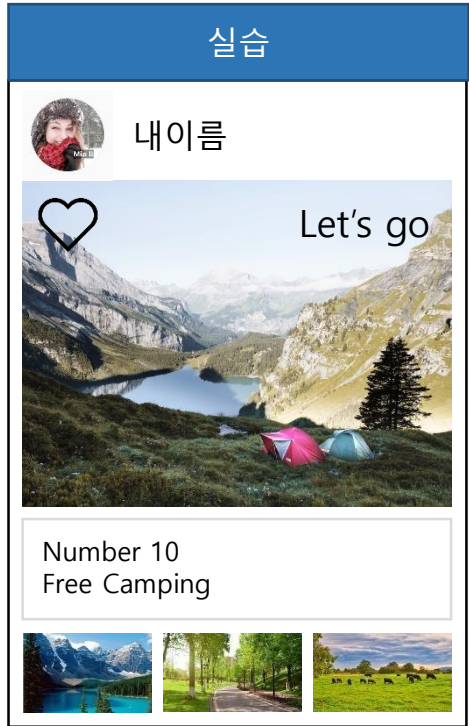 실습
내이름
Let's go
Number 10
Free Camping